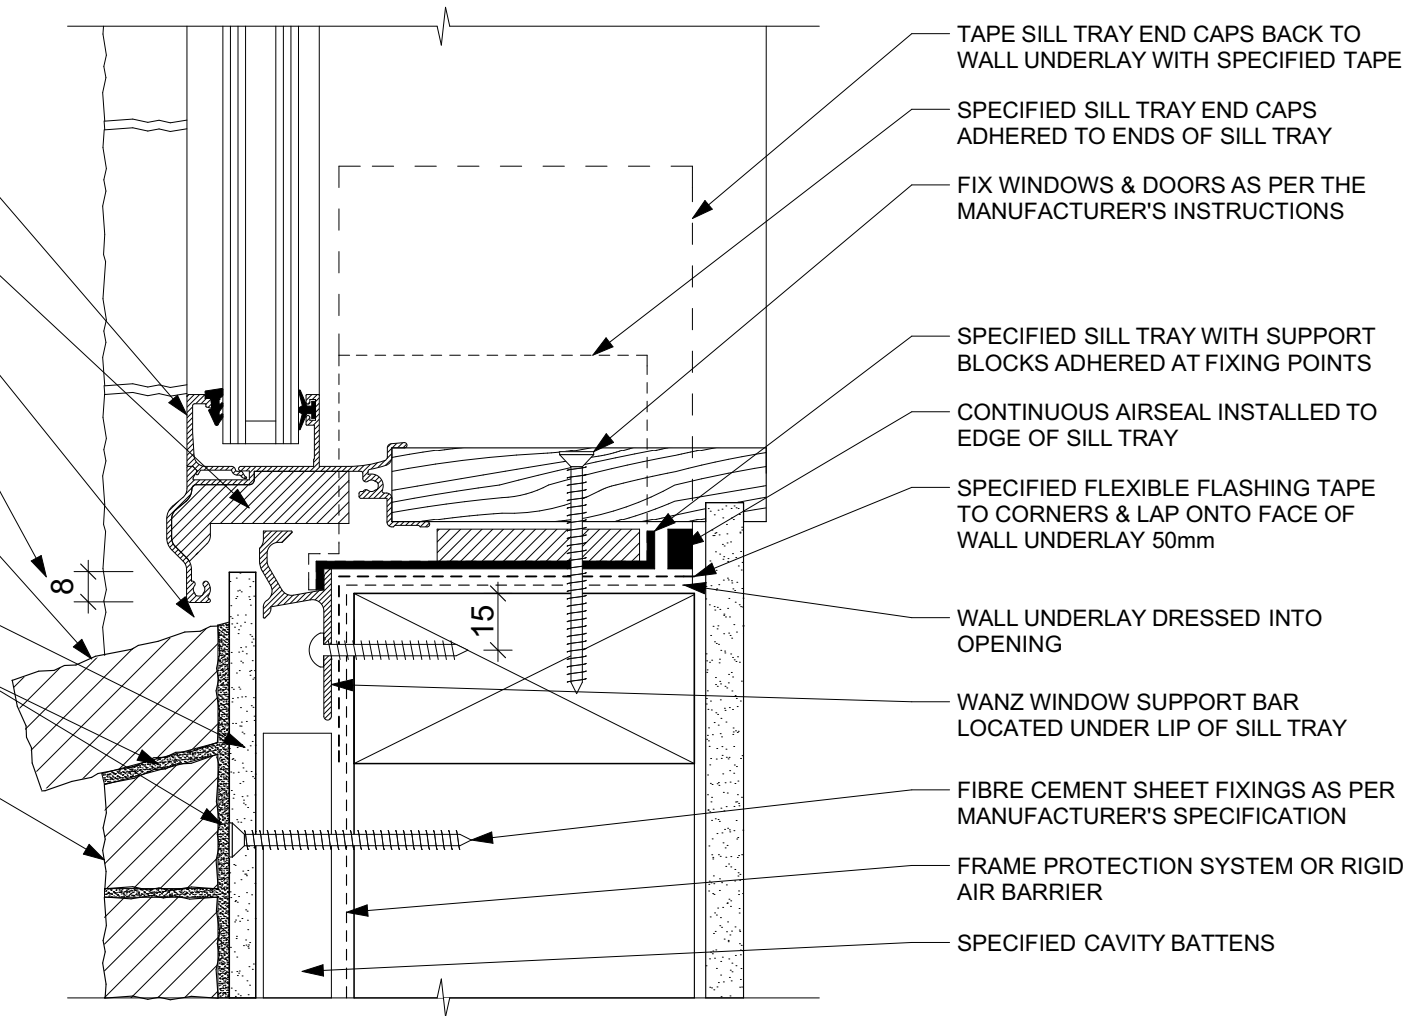 TAPE SILL TRAY END CAPS BACK TO
WALL UNDERLAY WITH SPECIFIED TAPE
SPECIFIED SILL TRAY END CAPS
ADHERED TO ENDS OF SILL TRAY
FIX WINDOWS & DOORS AS PER THE
MANUFACTURER'S INSTRUCTIONS
SPECIFIED SILL TRAY WITH SUPPORT
BLOCKS ADHERED AT FIXING POINTS
CONTINUOUS AIRSEAL INSTALLED TO
EDGE OF SILL TRAY
SPECIFIED FLEXIBLE FLASHING TAPE
TO CORNERS & LAP ONTO FACE OF
WALL UNDERLAY 50mm
WALL UNDERLAY DRESSED INTO
OPENING
WANZ WINDOW SUPPORT BAR
LOCATED UNDER LIP OF SILL TRAY
FIBRE CEMENT SHEET FIXINGS AS PER
MANUFACTURER'S SPECIFICATION
FRAME PROTECTION SYSTEM OR RIGID
AIR BARRIER
SPECIFIED CAVITY BATTENS
8
15